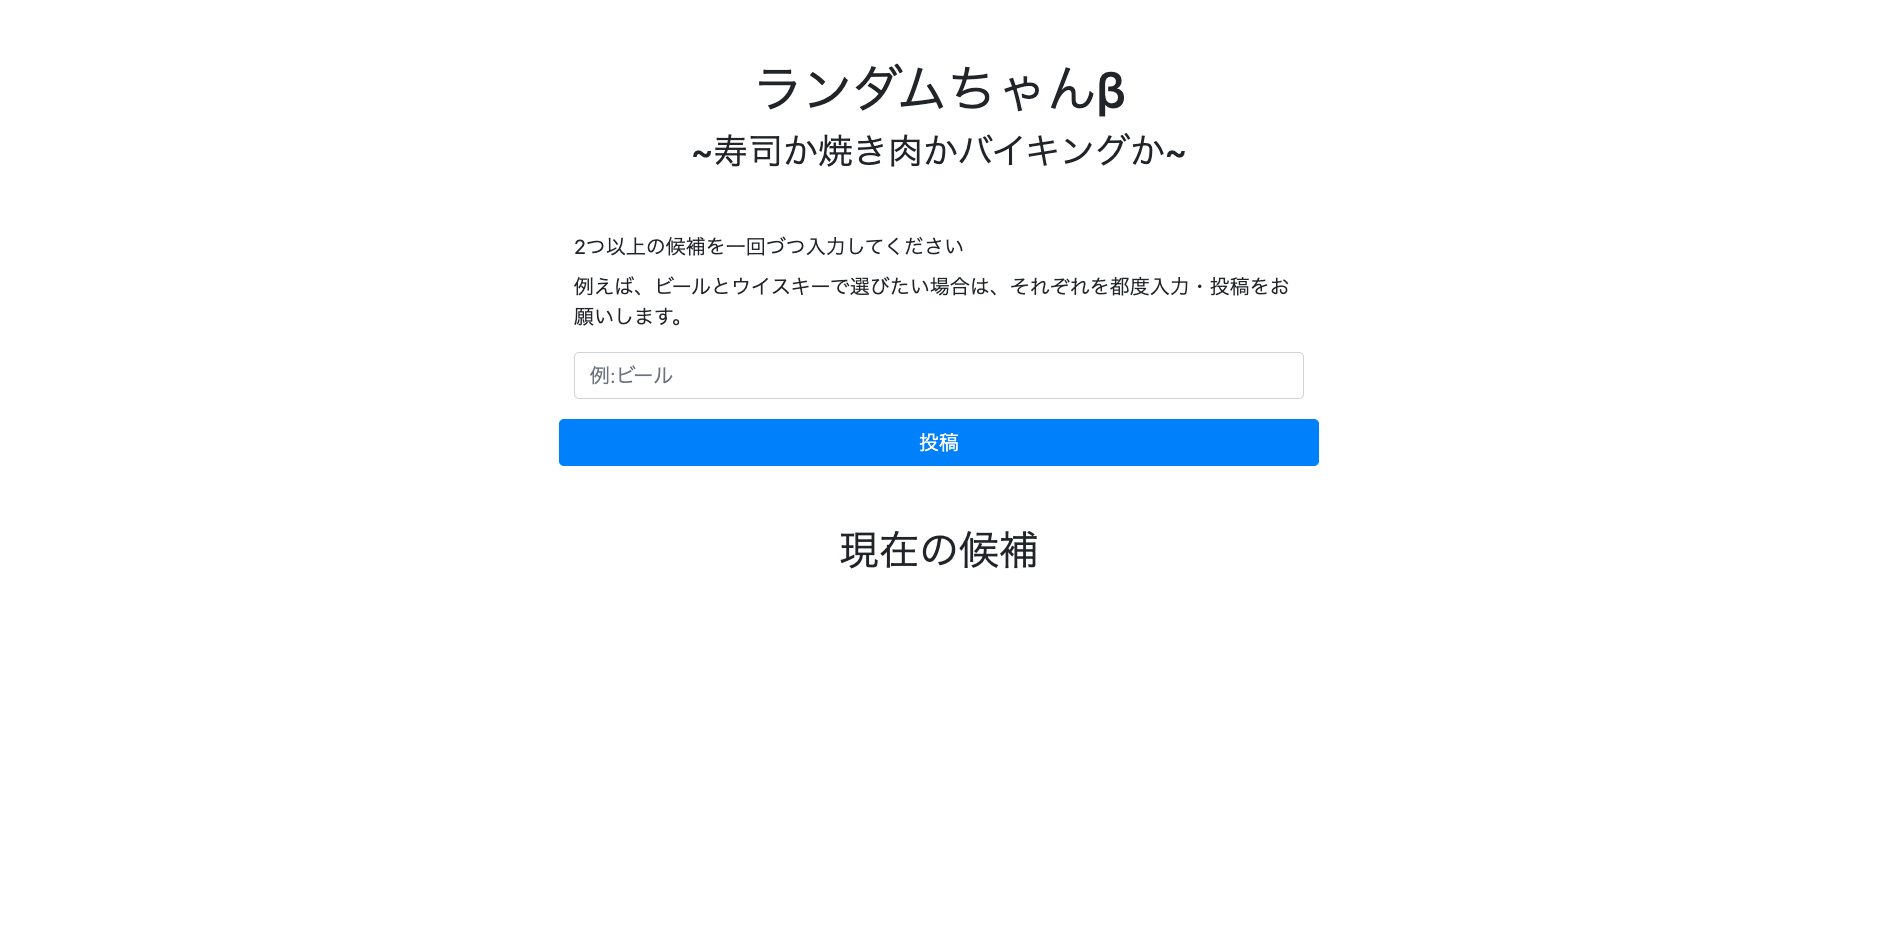 ランダムちゃんβ
~寿司か焼き肉かバイキングか~
2つ以上の候補を一回づつ入力してください
例えば、ビールとウイスキーで選びたい場合は、それぞれを都度入力・投稿をお
願いします。
例:ビール
投稿
現在の候補